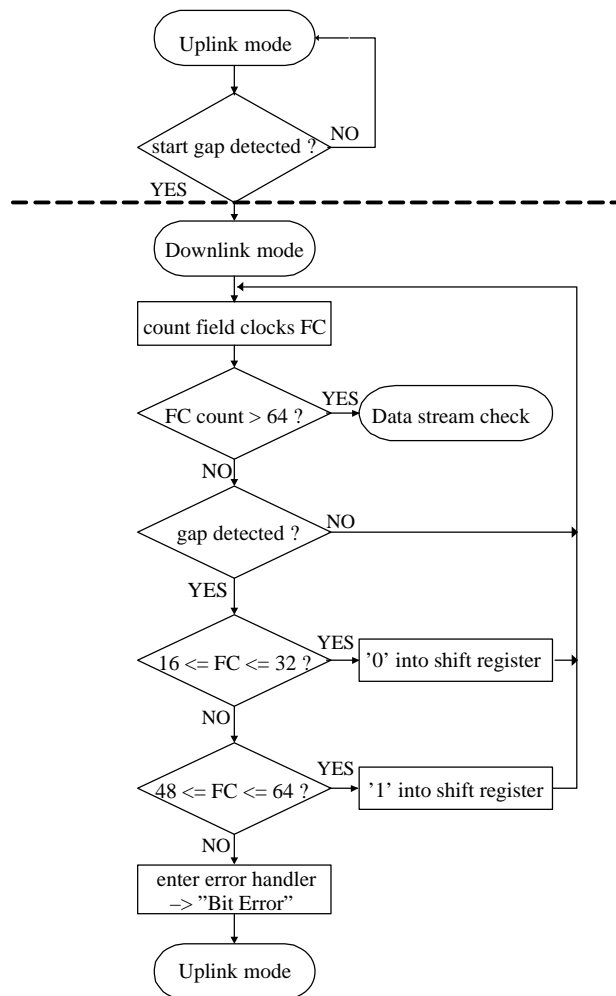 Uplink mode
NO
start gap detected ?
YES
Downlink mode
count field clocks FC
YES
FC count > 64 ?
Data stream check
NO
NO
gap detected ?
YES
YES
16 <= FC <= 32 ?
’0’ into shift register
NO
YES
48 <= FC <= 64 ?
’1’ into shift register
NO
enter error handler
–> ”Bit Error”
Uplink mode